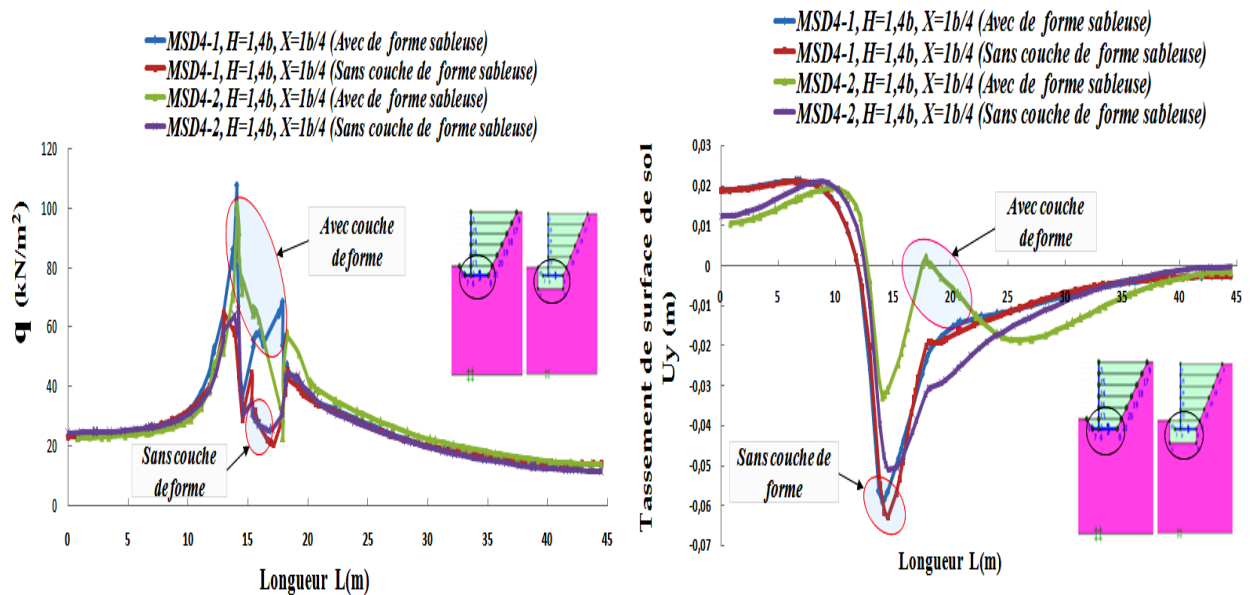 MSD4-1, H=1,4b, X=1b/4 (Avec de forme sableuse)
MSD4-1, H=1,4b, X=1b/4 (Sans couche de forme sableuse)
MSD4-2, H=1,4b, X=1b/4 (Avec de forme sableuse)
MSD4-2, H=1,4b, X=1b/4 (Sans couche de forme sableuse)
q (kN/m²)
120
100
80
60
40
20
0
Avec couche
de forme
Sans couche
de forme
0 5 10 15 20 25 30 35 40 45
Longueur L(m)
MSD4-1, H=1,4b, X=1b/4 (Avec de forme sableuse)
MSD4-1, H=1,4b, X=1b/4 (Sans couche de forme sableuse)
MSD4-2, H=1,4b, X=1b/4 (Avec de forme sableuse)
MSD4-2, H=1,4b, X=1b/4 (Sans couche de forme sableuse)
Tassement de surface de sol
Uy (m)
0,03
0,02
0,01
0
-0,01
-0,02
-0,03
-0,04
-0,05
-0,06
-0,07
0 5 10 15 20 25 30 35 40 45
Avec couche
de forme
Sans couche de
forme
Longueur L(m)